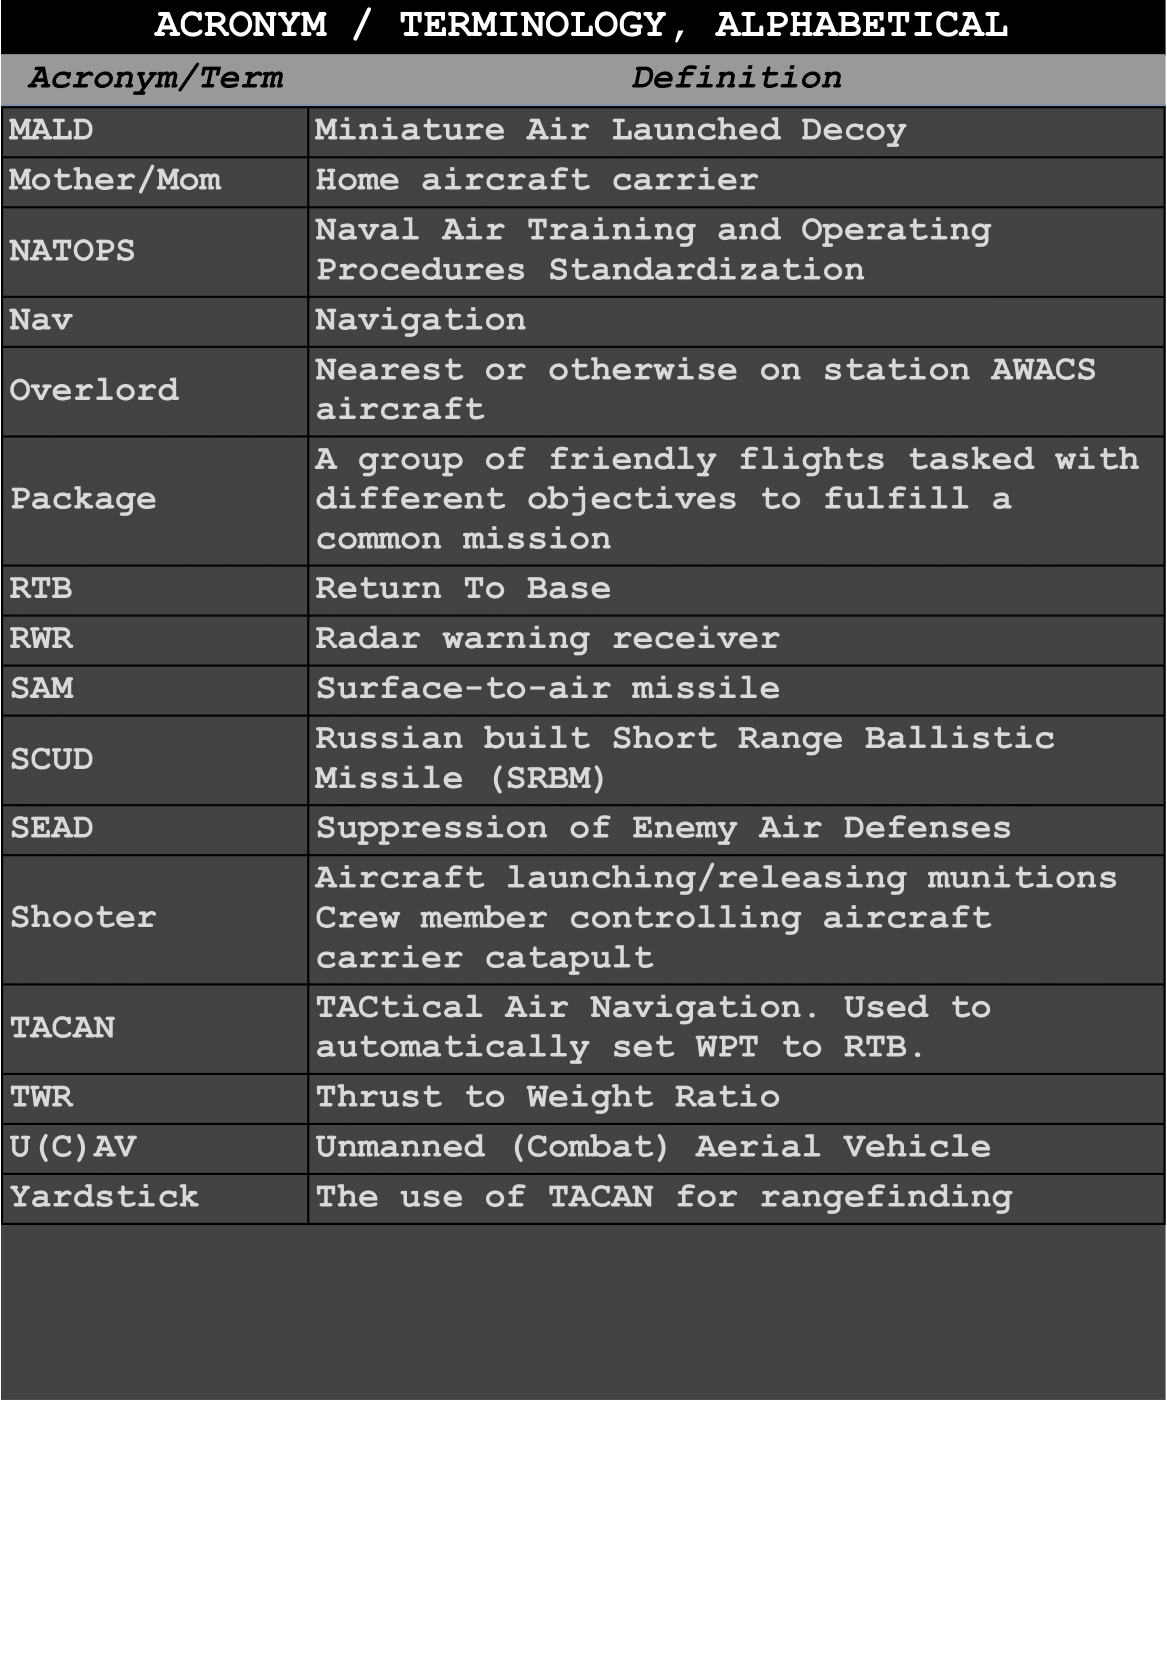 ACRONYM / TERMINOLOGY, ALPHABETICAL
Acronym/Term Definition
MALD Miniature Air Launched Decoy
Mother/Mom Home aircraft carrier
NATOPS Naval Air Training and Operating
Procedures Standardization
Nav Navigation
Overlord Nearest or otherwise on station AWACS
aircraft
Package A group of friendly flights tasked with
different objectives to fulfill a
common mission
RTB Return To Base
RWR Radar warning receiver
SAM Surface-to-air missile
SCUD Russian built Short Range Ballistic
Missile (SRBM)
SEAD Suppression of Enemy Air Defenses
Shooter Aircraft launching/releasing munitions
Crew member controlling aircraft
carrier catapult
TACAN TACtical Air Navigation. Used to
automatically set WPT to RTB.
TWR Thrust to Weight Ratio
U(C)AV Unmanned (Combat) Aerial Vehicle
Yardstick The use of TACAN for rangefinding